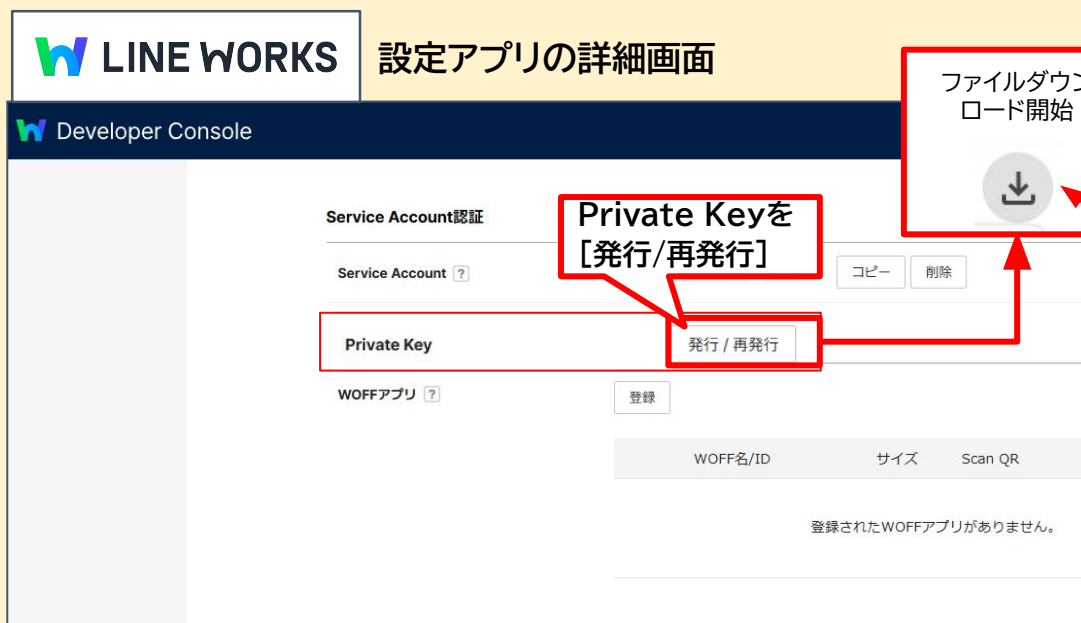 LINE WORKS
設定アプリの詳細画面
ファイルダウン
ロード開始
Developer Console
Service Account認証
Private Keyを
[発行/再発行]
Service Account ?
コピー
削除
Private Key
発行 / 再発行
WOFFアプリ ?
登録
WOFF名/ID
サイズ
Scan QR
登録されたWOFFアプリがありません。